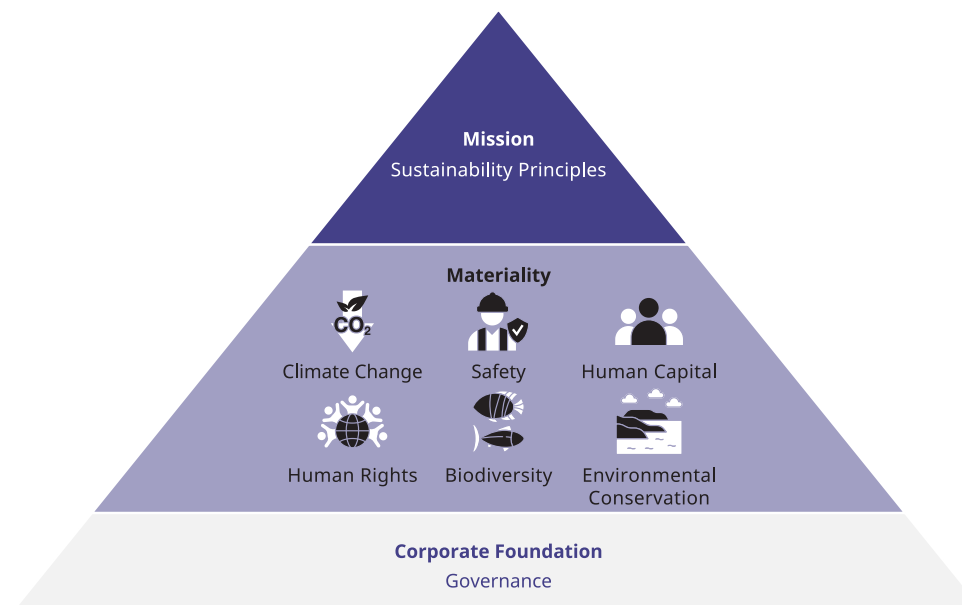 Mission
Sustainability Principles
Materiality
CO₂
Climate Change
Safety
Human Capital
Human Rights
Biodiversity
Environmental
Conservation
Corporate Foundation
Governance